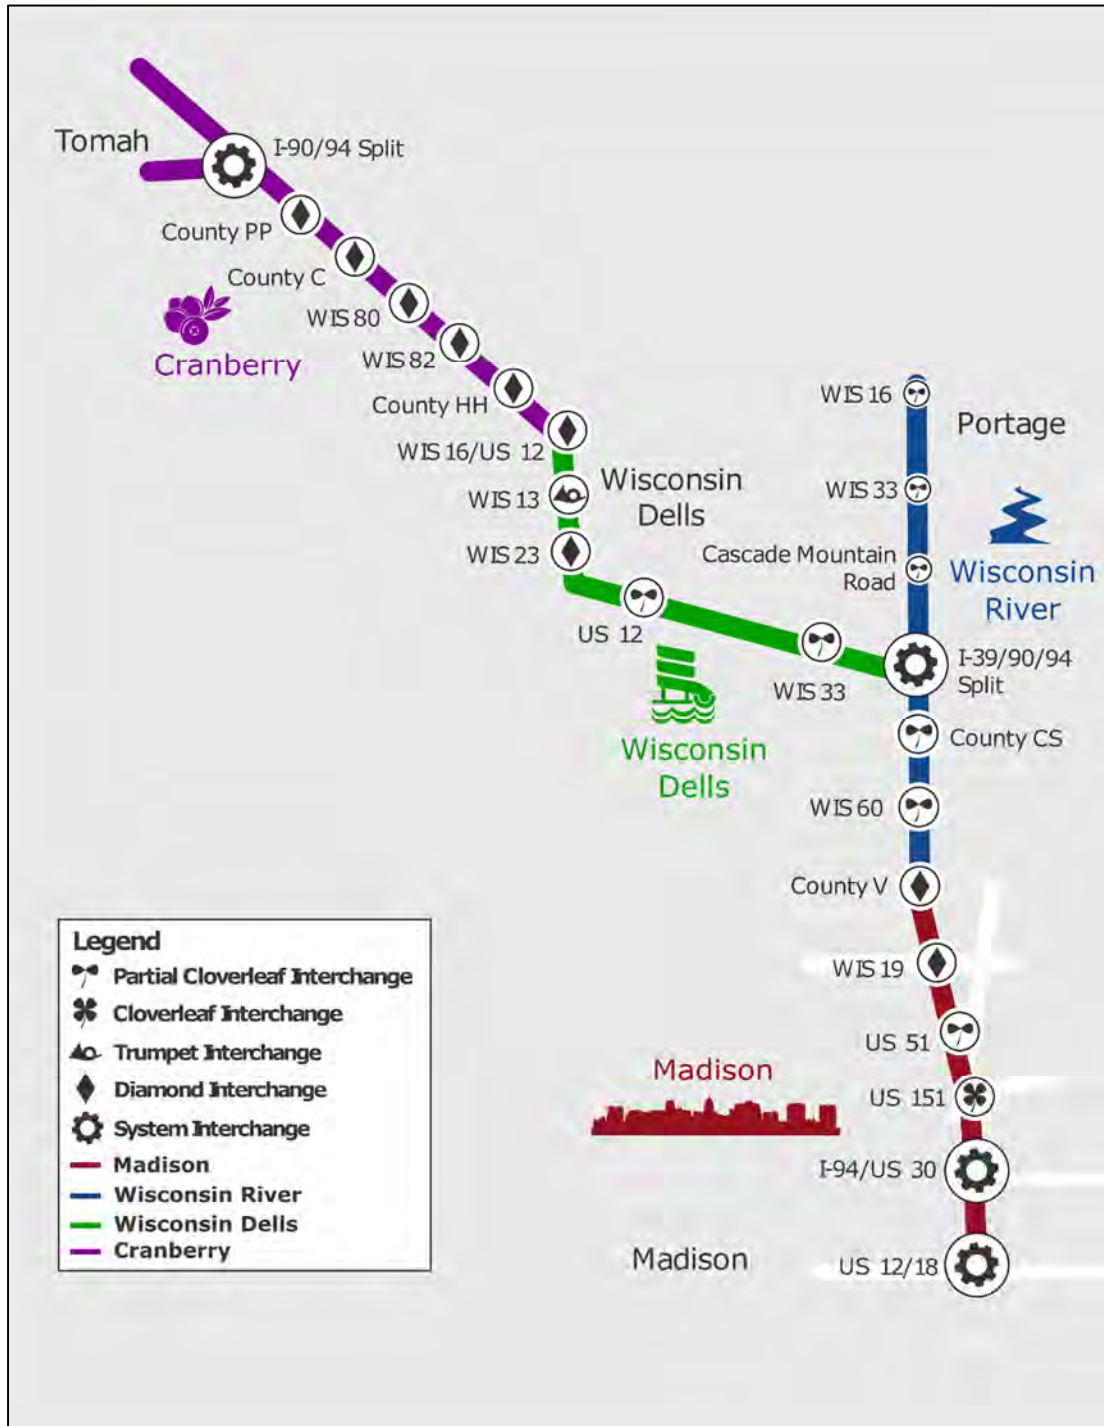 Tomah
I-90/94 Split
County PP
County C
WIS 80
Cranberry
WIS 82
County HH
WIS 16/US 12
WIS 13
Wisconsin
Dells
WIS 23
US 12
WIS 33
Wisconsin
Dells
WIS 16
Portage
WIS 33
Cascade Mountain
Road
Wisconsin
River
I-39/90/94
Split
County CS
WIS 60
County V
WIS 19
US 51
Madison
US 151
I-94/US 30
Madison
US 12/18
Legend
Partial Cloverleaf Interchange
Cloverleaf Interchange
Trumpet Interchange
Diamond Interchange
System Interchange
Madison
Wisconsin River
Wisconsin Dells
Cranberry